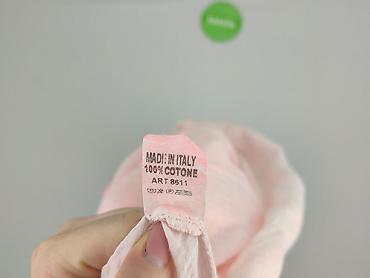 MADE IN ITALY
100% COTONE
ART 8611